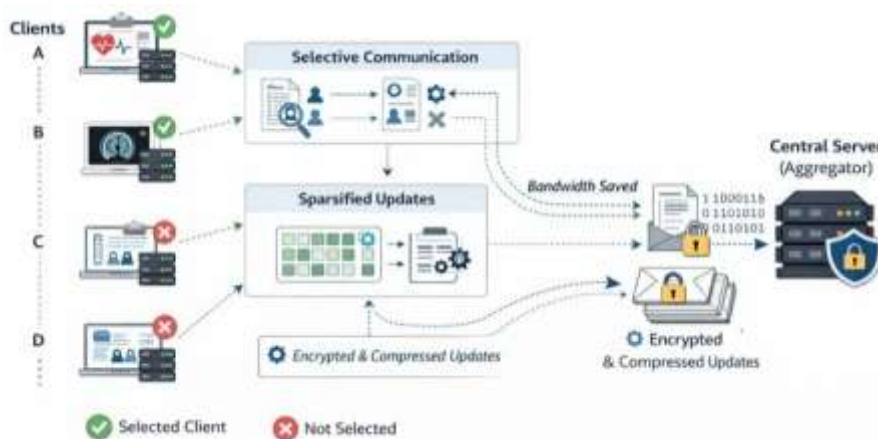 Clients
A
B
C
D
Selective Communication
Sparsified Updates
Encrypted & Compressed Updates
Bandwidth Saved
1 1000116
0 1101010
0110101
Central Server
(Aggregator)
Encrypted
& Compressed Updates
Selected Client
Not Selected